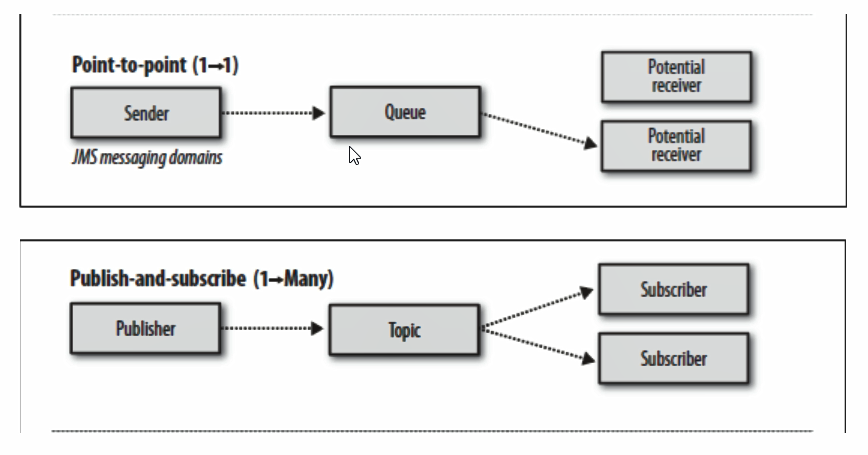 Point-to-point (1→1)
Sender
Queue
Potential
receiver
Potential
receiver
JMS messaging domains
Publish-and-subscribe (1→Many)
Publisher
Topic
Subscriber
Subscriber